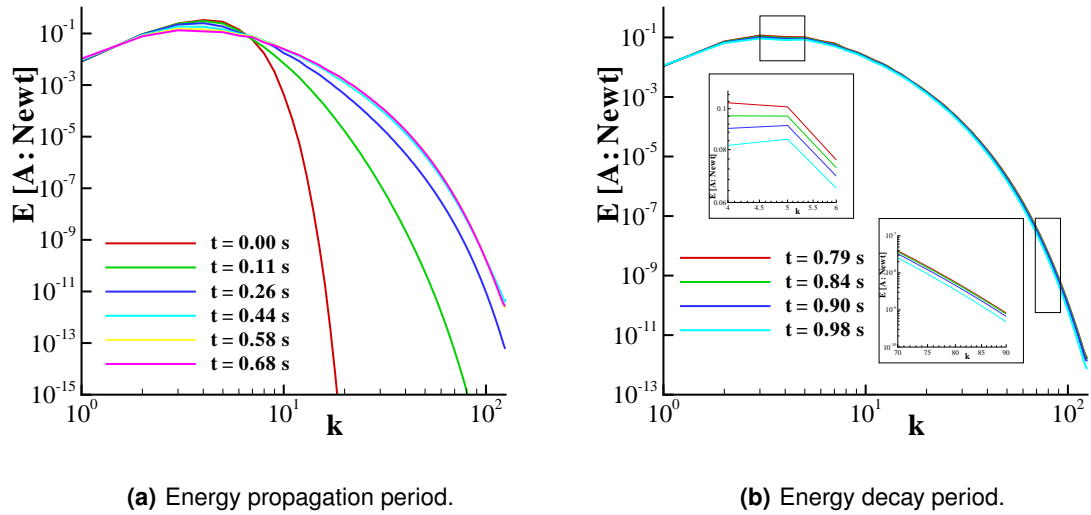 E [A: Newt]
10^-1
10^-3
10^-5
10^-7
10^-9
10^-11
10^-13
10^-15
t = 0.00 s
t = 0.11 s
t = 0.26 s
t = 0.44 s
t = 0.58 s
t = 0.68 s
10^0 10^1 10^2
k
(a) Energy propagation period.
E [A: Newt]
10^-1
10^-3
10^-5
10^-7
10^-9
10^-11
10^-13
E [A: Newt]
0.1
0.08
0.06
4 4.5 5 5.5 6
k
t = 0.79 s
t = 0.84 s
t = 0.90 s
t = 0.98 s
E [A: Newt]
70 75 80 85 90
k
10^0 10^1 10^2
k
(b) Energy decay period.